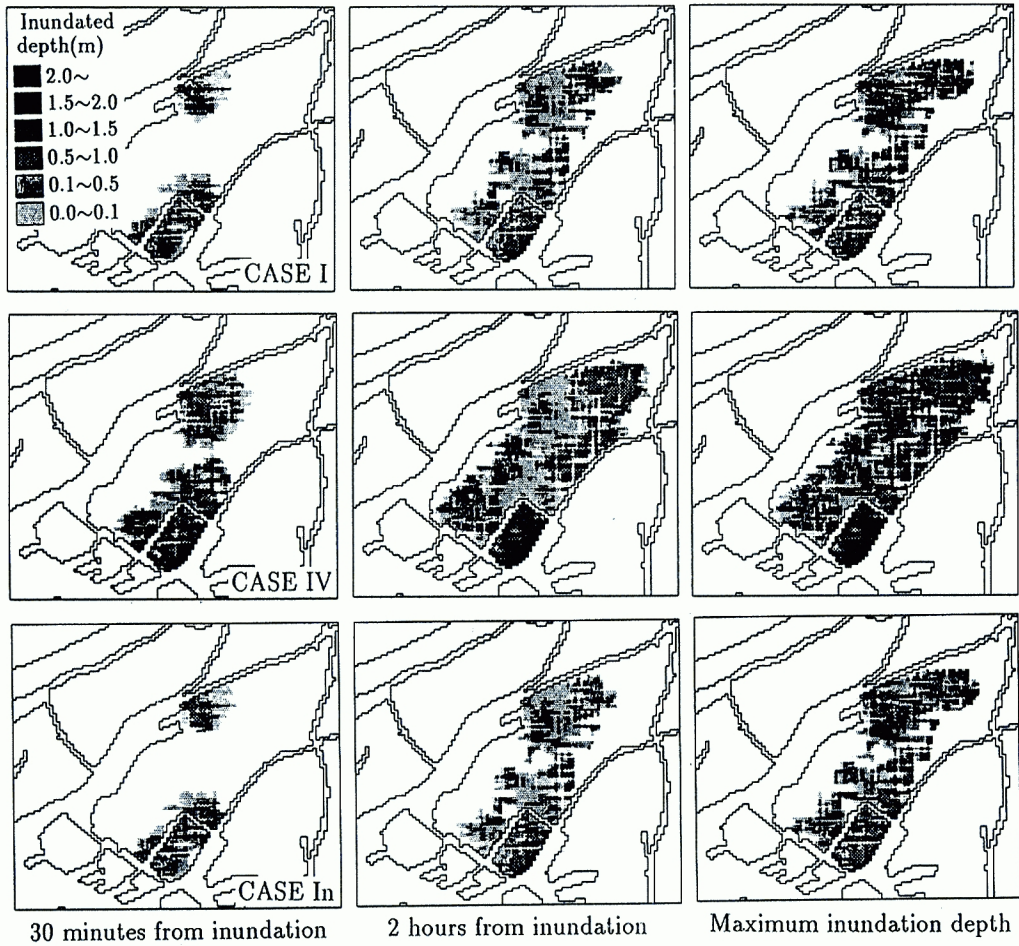 Inundated
depth(m)
2.0~
1.5~2.0
1.0~1.5
0.5~1.0
0.1~0.5
0.0~0.1
CASE I
CASE IV
CASE In
30 minutes from inundation
2 hours from inundation
Maximum inundation depth